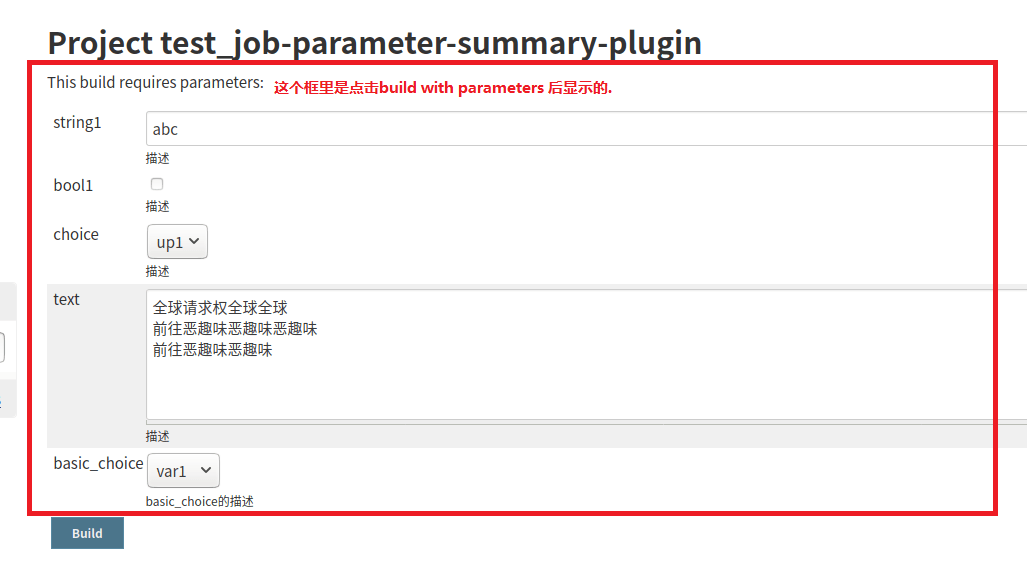 Project test_job-parameter-summary-plugin
This build requires parameters: 这个框里是点击build with parameters 后显示的.
string1 abc
描述
bool1
描述
choice up1
描述
text 全球请求权全球全球
前往恶趣味恶趣味恶趣味
前往恶趣味恶趣味
描述
basic_choice var1
basic_choice的描述
Build